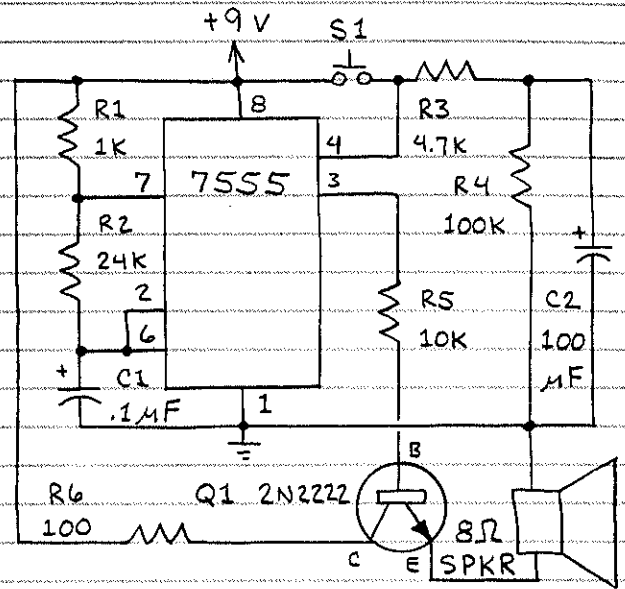 +9 V
S1
8
R1
1K
R3
4.7K
4
7555
7
3
R4
100K
R2
24K
2
6
+
R5
10K
C2
100
µF
+
C1
.1µF
1
B
R6
100
Q1 2N2222
C
E
8Ω
SPKR